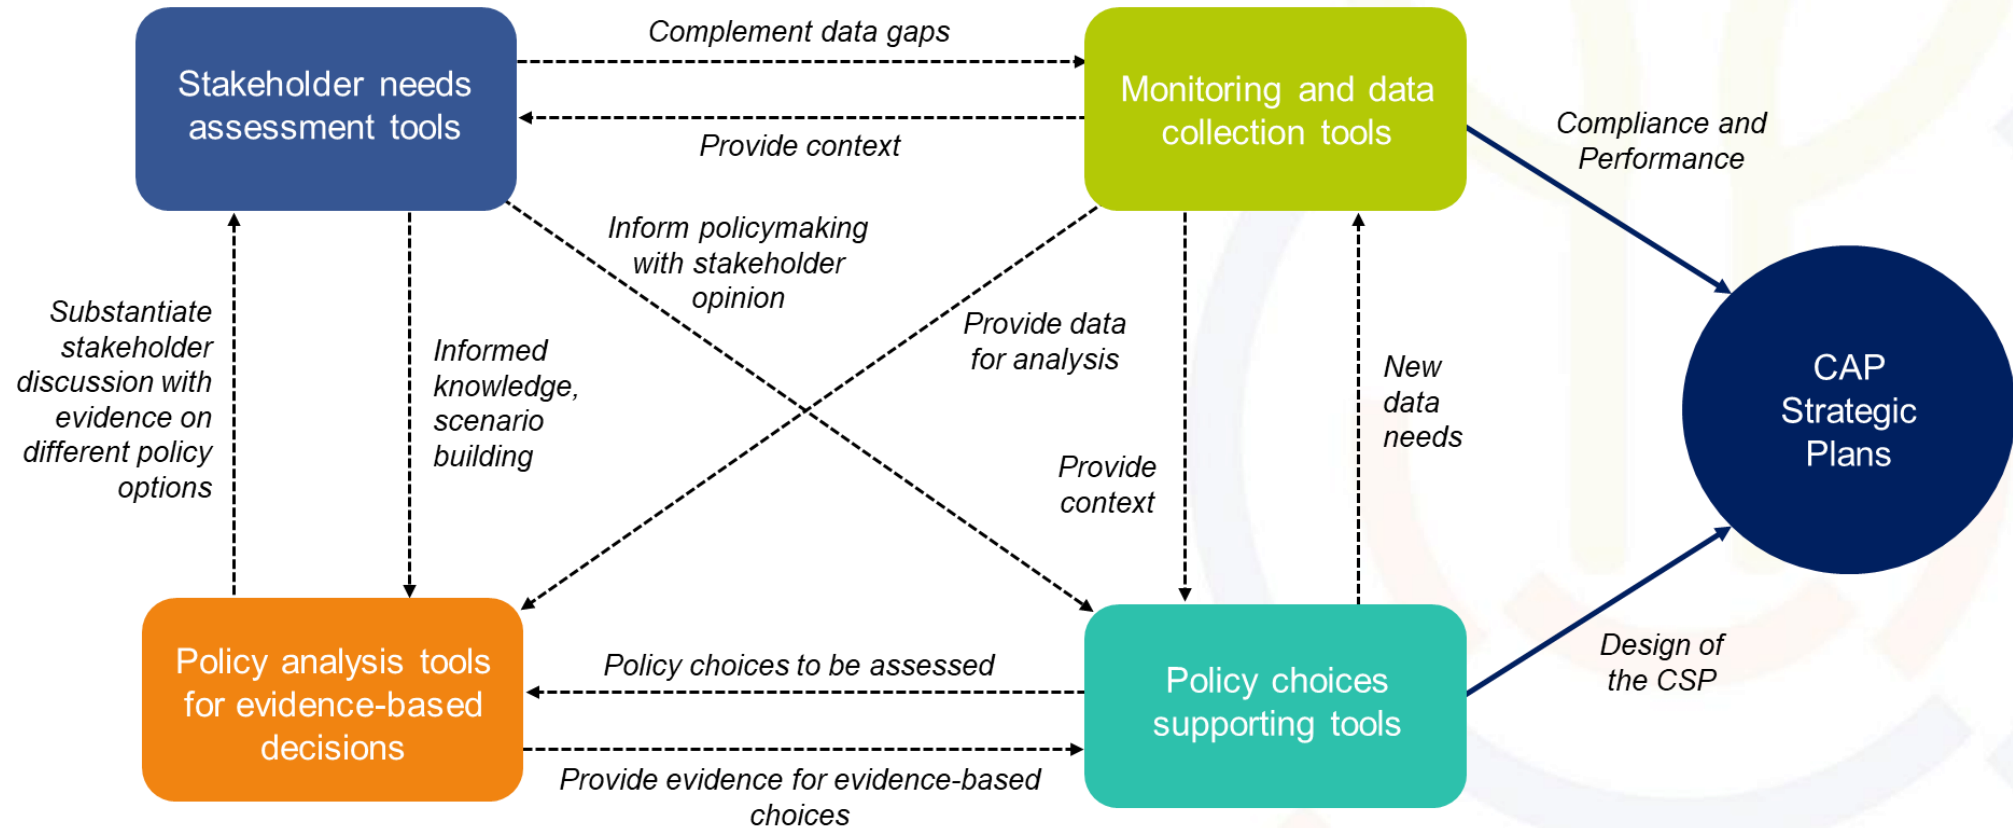 Complement data gaps
Stakeholder needs
assessment tools
Monitoring and data
collection tools
Provide context
Compliance and
Performance
Inform policymaking
with stakeholder
opinion
Substantiate
stakeholder
discussion with
evidence on
different policy
options
Informed
knowledge,
scenario
building
Provide data
for analysis
New
data
needs
Provide
context
CAP
Strategic
Plans
Policy analysis tools
for evidence-based
decisions
Policy choices to be assessed
Policy choices
supporting tools
Design of
the CSP
Provide evidence for evidence-based
choices